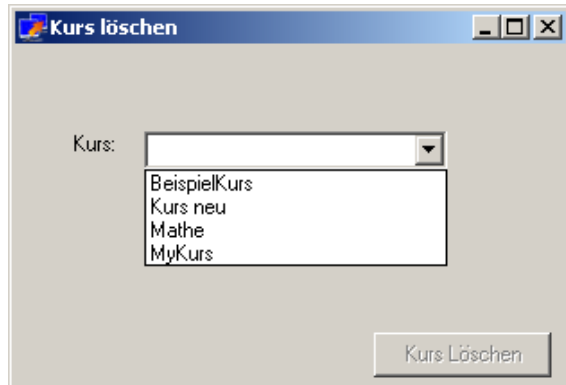 Kurs löschen
Kurs:
BeispielKurs
Kurs neu
Mathe
MyKurs
Kurs Löschen